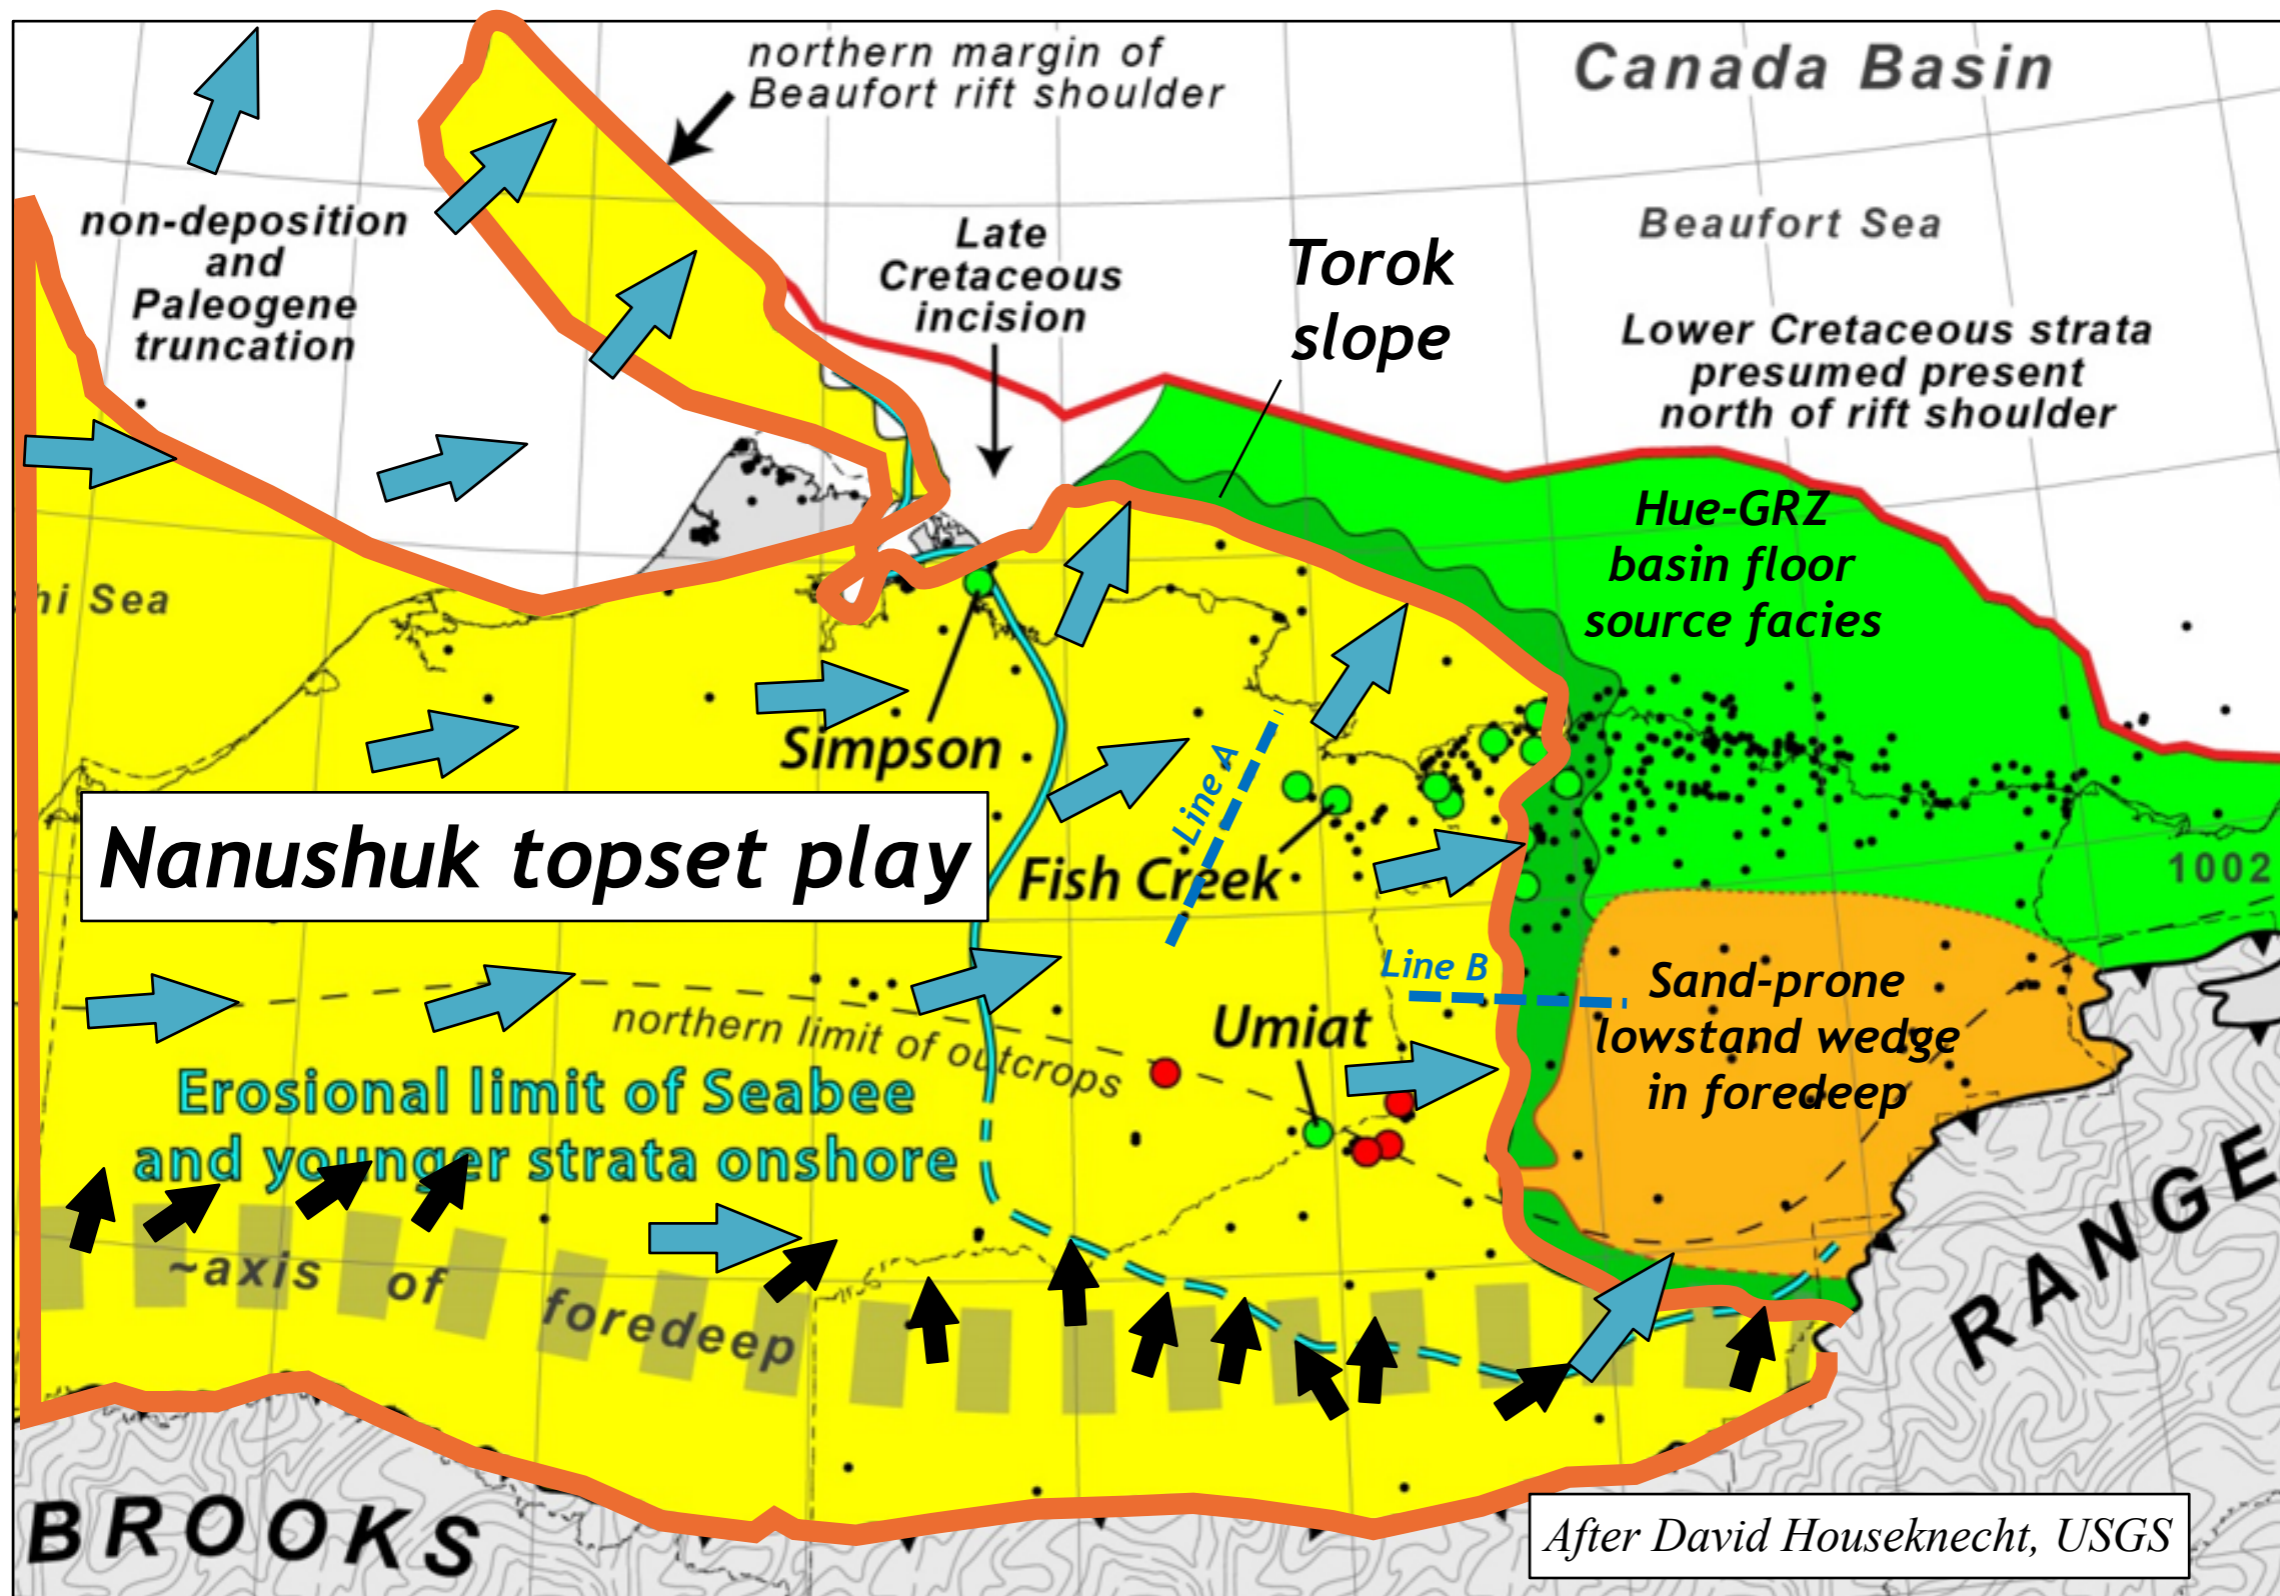 northern margin of
Beaufort rift shoulder
Canada Basin
non-deposition
and
Paleogene
truncation
Late
Cretaceous
incision
Torok
slope
Beaufort Sea
Lower Cretaceous strata
presumed present
north of rift shoulder
Hue-GRZ
basin floor
source facies
hi Sea
Simpson
Line A
Nanushuk topset play
Fish Creek
1002
Line B
Sand-prone
lowstand wedge
in foredeep
northern limit of outcrops
Umiat
Erosional limit of Seabee
and younger strata onshore
~axis of foredeep
BROOKS
RANGE
After David Houseknecht, USGS